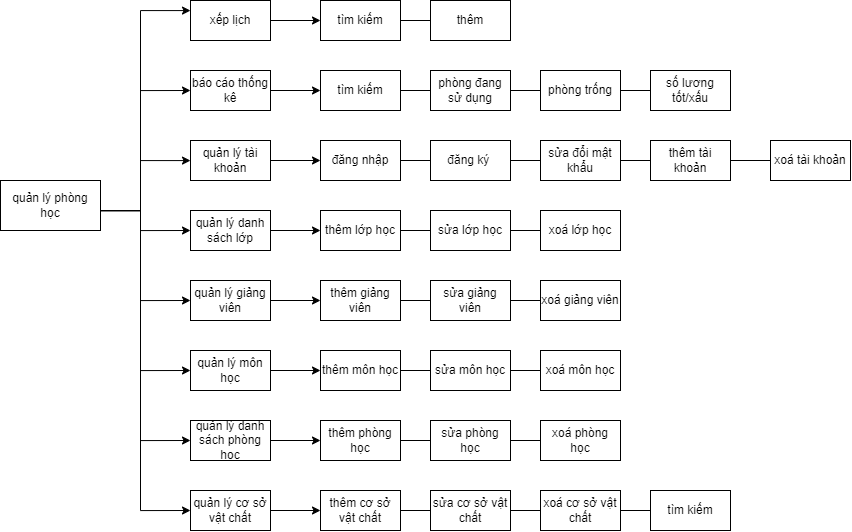 xếp lịch
tìm kiếm
thêm
báo cáo thống
kê
tìm kiếm
phòng đang
sử dụng
phòng trống
số lương
tốt/xấu
quản lý tài
khoản
đăng nhập
đăng ký
sửa đổi mật
khẩu
thêm tài
khoản
xoá tài khoản
quản lý phòng
học
quản lý danh
sách lớp
thêm lớp học
sửa lớp học
xoá lớp học
quản lý giảng
viên
thêm giảng
viên
sửa giảng
viên
xoá giảng viên
quản lý môn
học
thêm môn học
sửa môn học
xoá môn học
quản lý danh
sách phòng
học
thêm phòng
học
sửa phòng
học
xoá phòng
học
quản lý cơ sở
vật chất
thêm cơ sở
vật chất
sửa cơ sở vật
chất
xoá cơ sở vật
chất
tìm kiếm